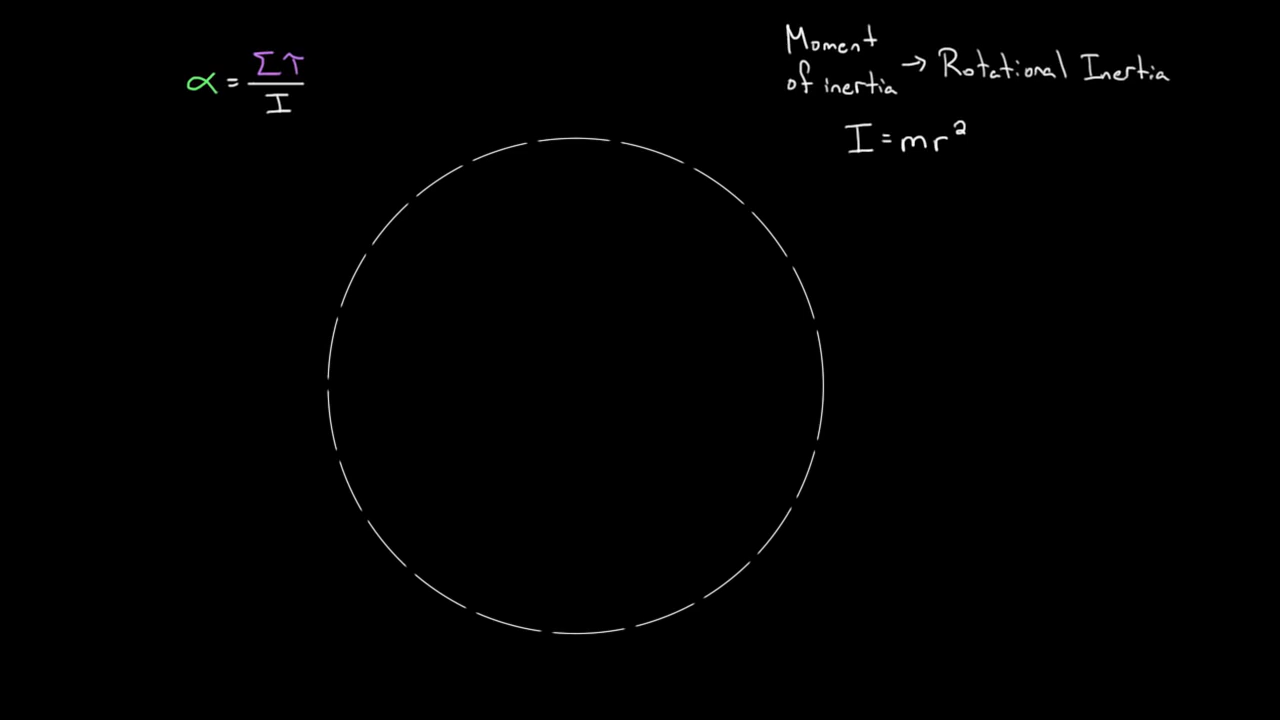 α = Στ / I
Moment
of inertia → Rotational Inertia
I = mr²